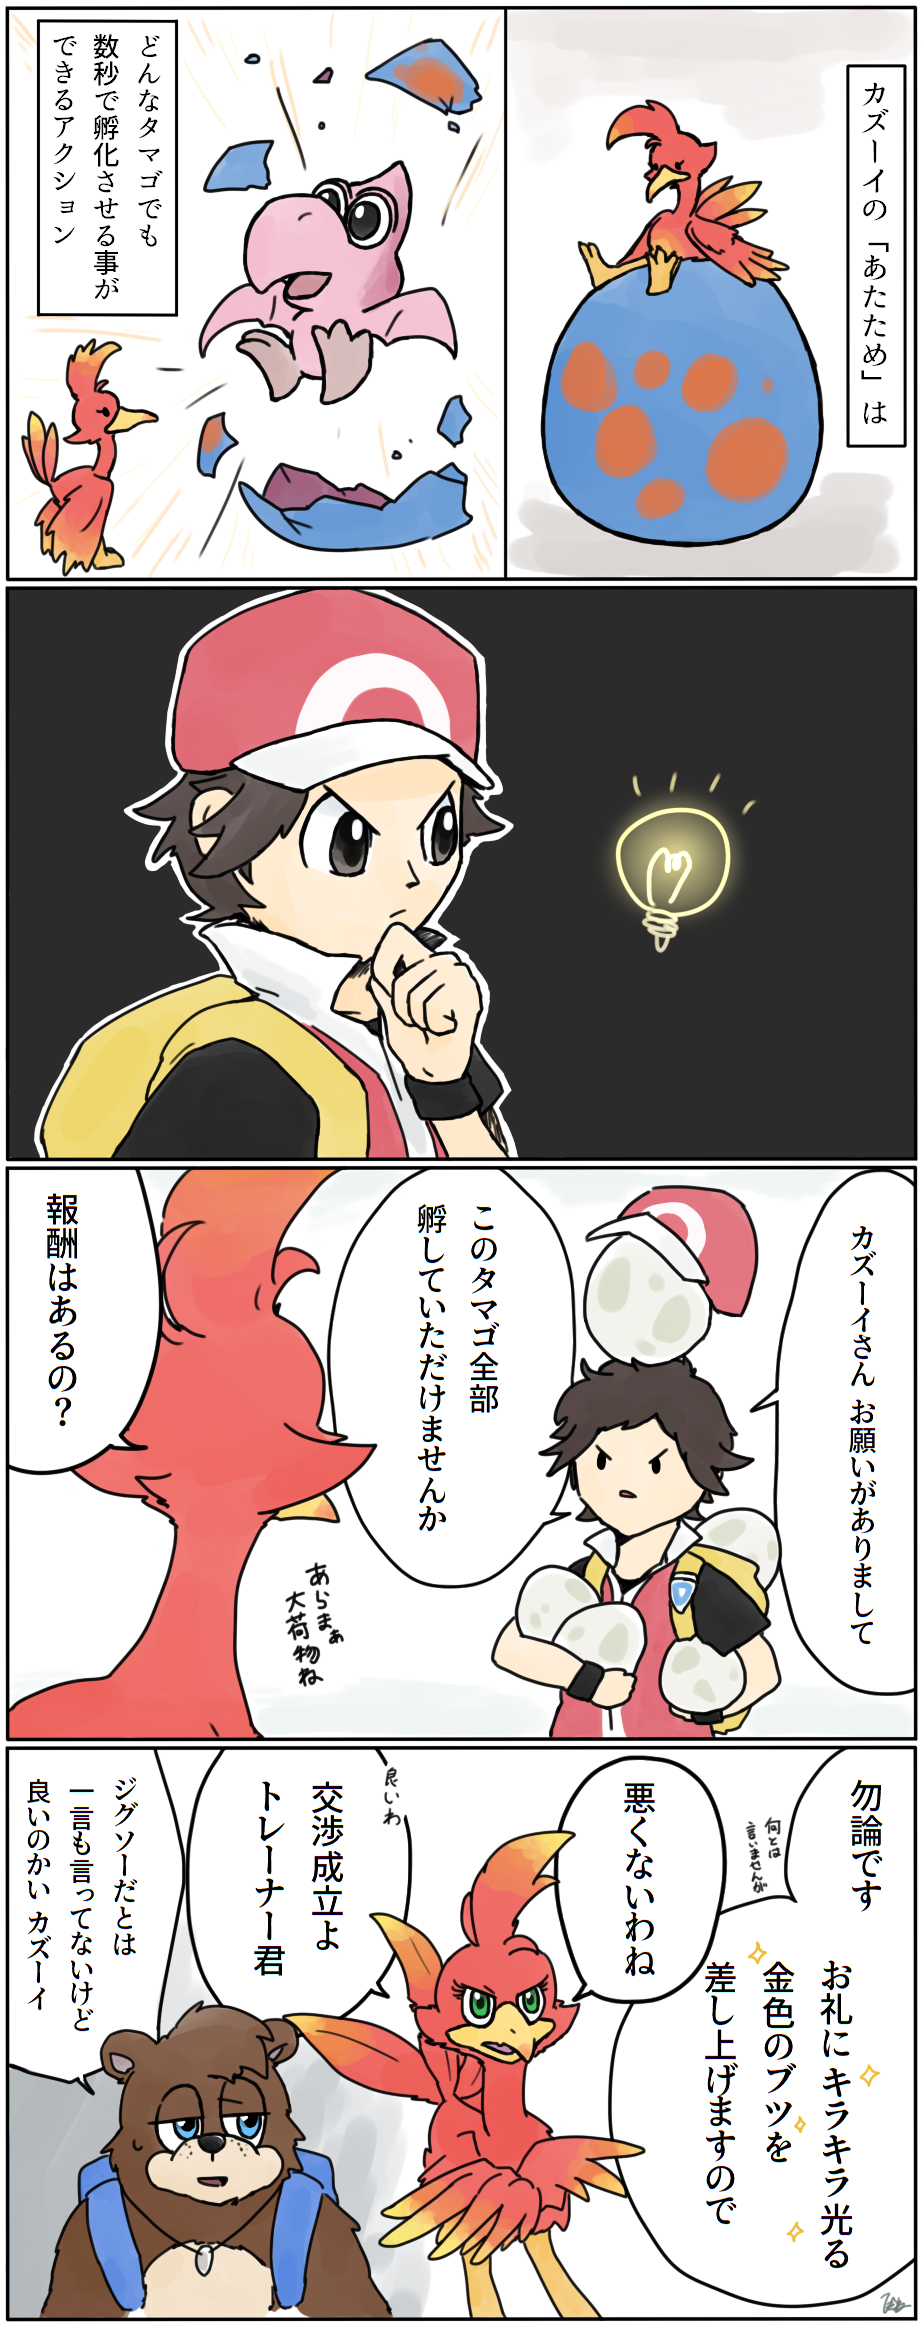 カズーイの「あたため」は
どんなタマゴでも
数秒で孵化させる事が
できるアクション
カズーイさん お願いがありまして
このタマゴ全部
孵していただけませんか
あらまぁ
大荷物ね
報酬はあるの？
勿論です
何とは
言いませんが
お礼に キラキラ光る
金色のブツを
差し上げますので
悪くないわね
良いわ
交渉成立よ
トレーナー君
ジグソーだとは
一言も言ってないけど
良いのかい カズーイ